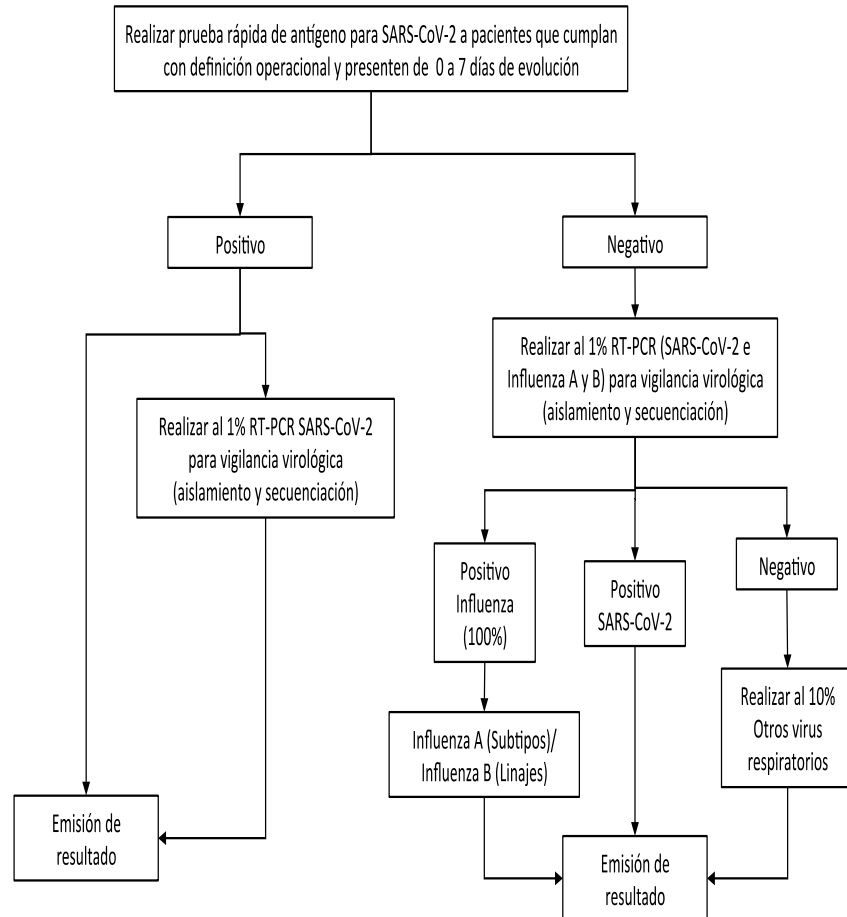 Realizar prueba rápida de antígeno para SARS-CoV-2 a pacientes que cumplan
con definición operacional y presenten de 0 a 7 días de evolución
Positivo
Negativo
Realizar al 1% RT-PCR SARS-CoV-2
para vigilancia virológica
(aislamiento y secuenciación)
Realizar al 1% RT-PCR (SARS-CoV-2 e
Influenza A y B) para vigilancia virológica
(aislamiento y secuenciación)
Positivo
Influenza
(100%)
Positivo
SARS-CoV-2
Negativo
Influenza A (Subtipos)/
Influenza B (Linajes)
Realizar al 10%
Otros virus
respiratorios
Emisión de
resultado
Emisión de
resultado